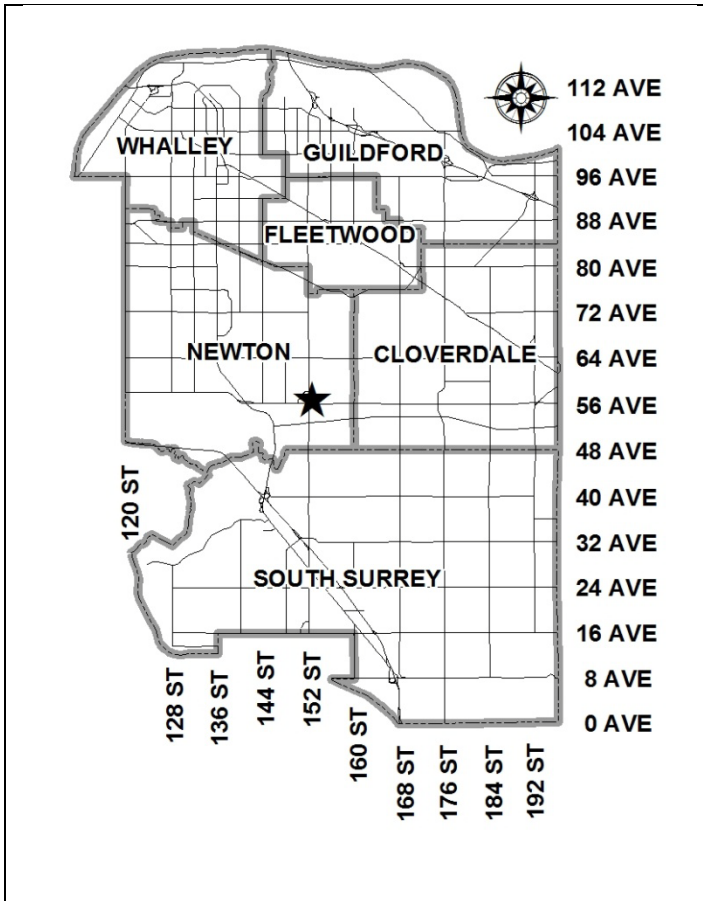 112 AVE
104 AVE
WHALLEY
GUILDFORD
96 AVE
88 AVE
FLEETWOOD
80 AVE
72 AVE
NEWTON
CLOVERDALE
64 AVE
56 AVE
48 AVE
120 ST
40 AVE
32 AVE
SOUTH SURREY
24 AVE
16 AVE
128 ST
136 ST
144 ST
152 ST
8 AVE
160 ST
0 AVE
168 ST
176 ST
184 ST
192 ST